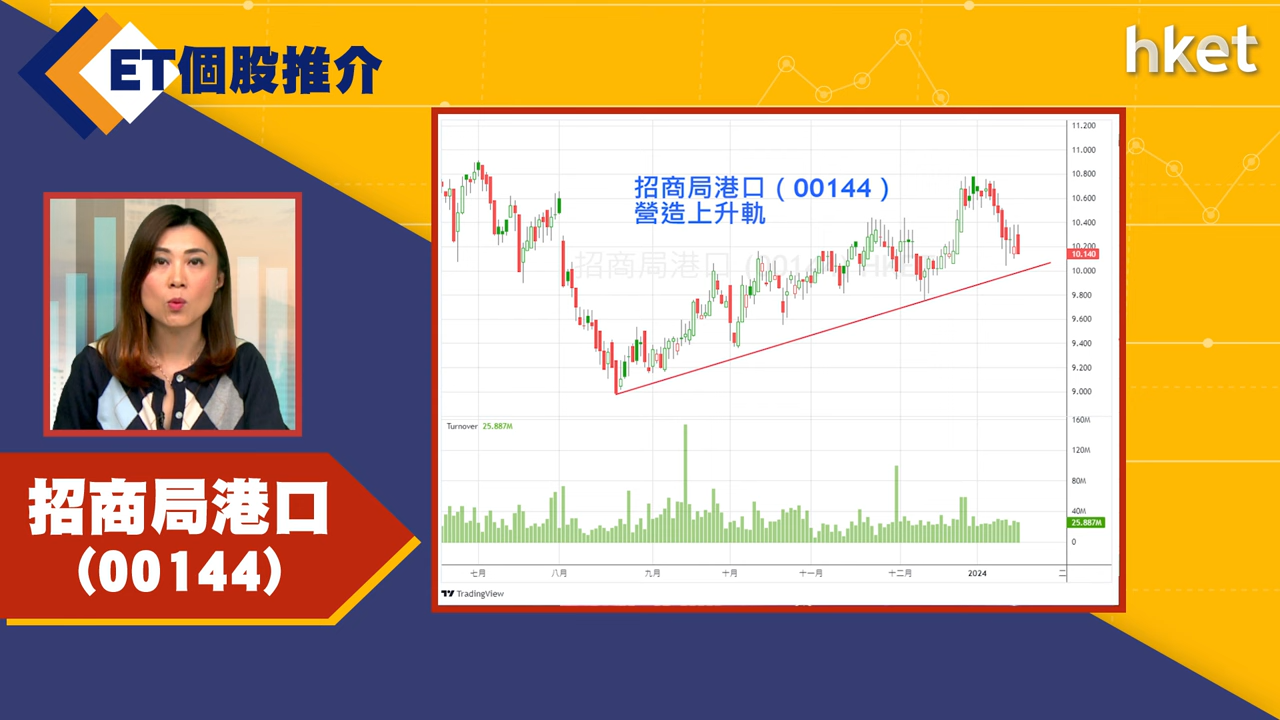 ET個股推介
hket
招商局港口（00144）
營造上升軌
招商局港口
(00144)
11.200
11.000
10.800
10.600
10.400
10.200
10.140
10.000
9.800
9.600
9.400
9.200
9.000
Turnover 25.887M
160M
120M
80M
40M
25.887M
0
七月 八月 九月 十月 十一月 十二月 2024 二
TradingView